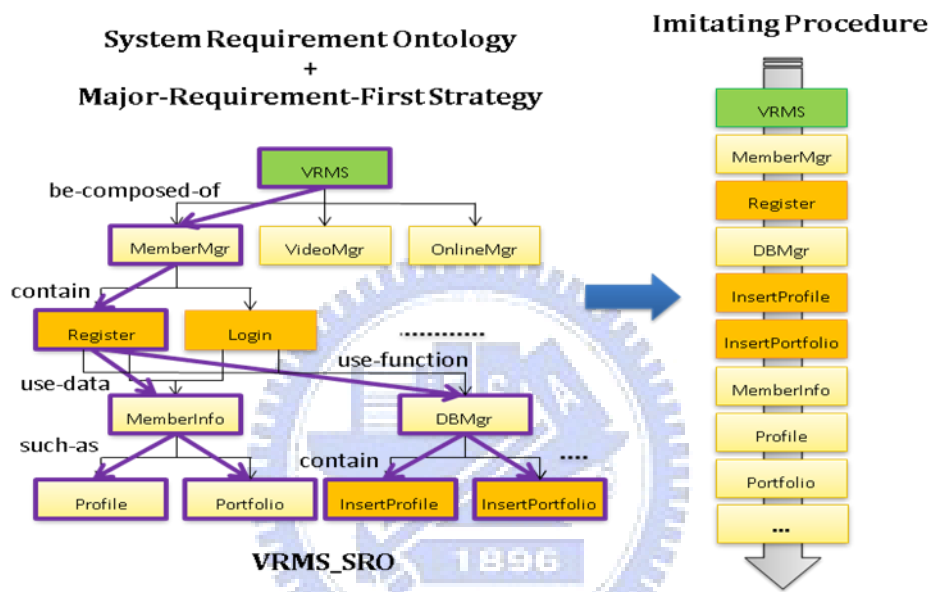 System Requirement Ontology
+
Major-Requirement-First Strategy
VRMS
be-composed-of
MemberMgr
VideoMgr
OnlineMgr
contain
Register
Login
............
use-function
use-data
MemberInfo
DBMgr
such-as
contain
....
Profile
Portfolio
InsertProfile
InsertPortfolio
VRMS_SRO
1896
Imitating Procedure
VRMS
MemberMgr
Register
DBMgr
InsertProfile
InsertPortfolio
MemberInfo
Profile
Portfolio
...